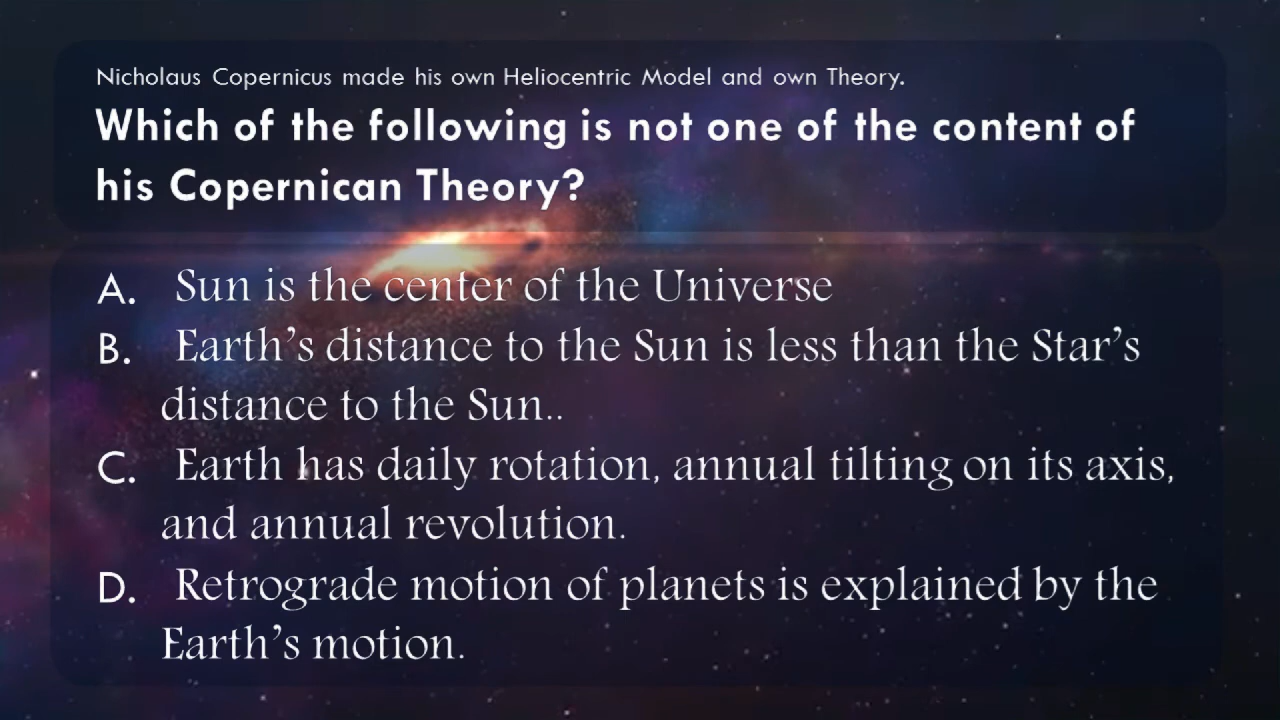 Nicholaus Copernicus made his own Heliocentric Model and own Theory.
Which of the following is not one of the content of
his Copernican Theory?
A. Sun is the center of the Universe
B. Earth’s distance to the Sun is less than the Star’s
distance to the Sun..
C. Earth has daily rotation, annual tilting on its axis,
and annual revolution.
D. Retrograde motion of planets is explained by the
Earth’s motion.